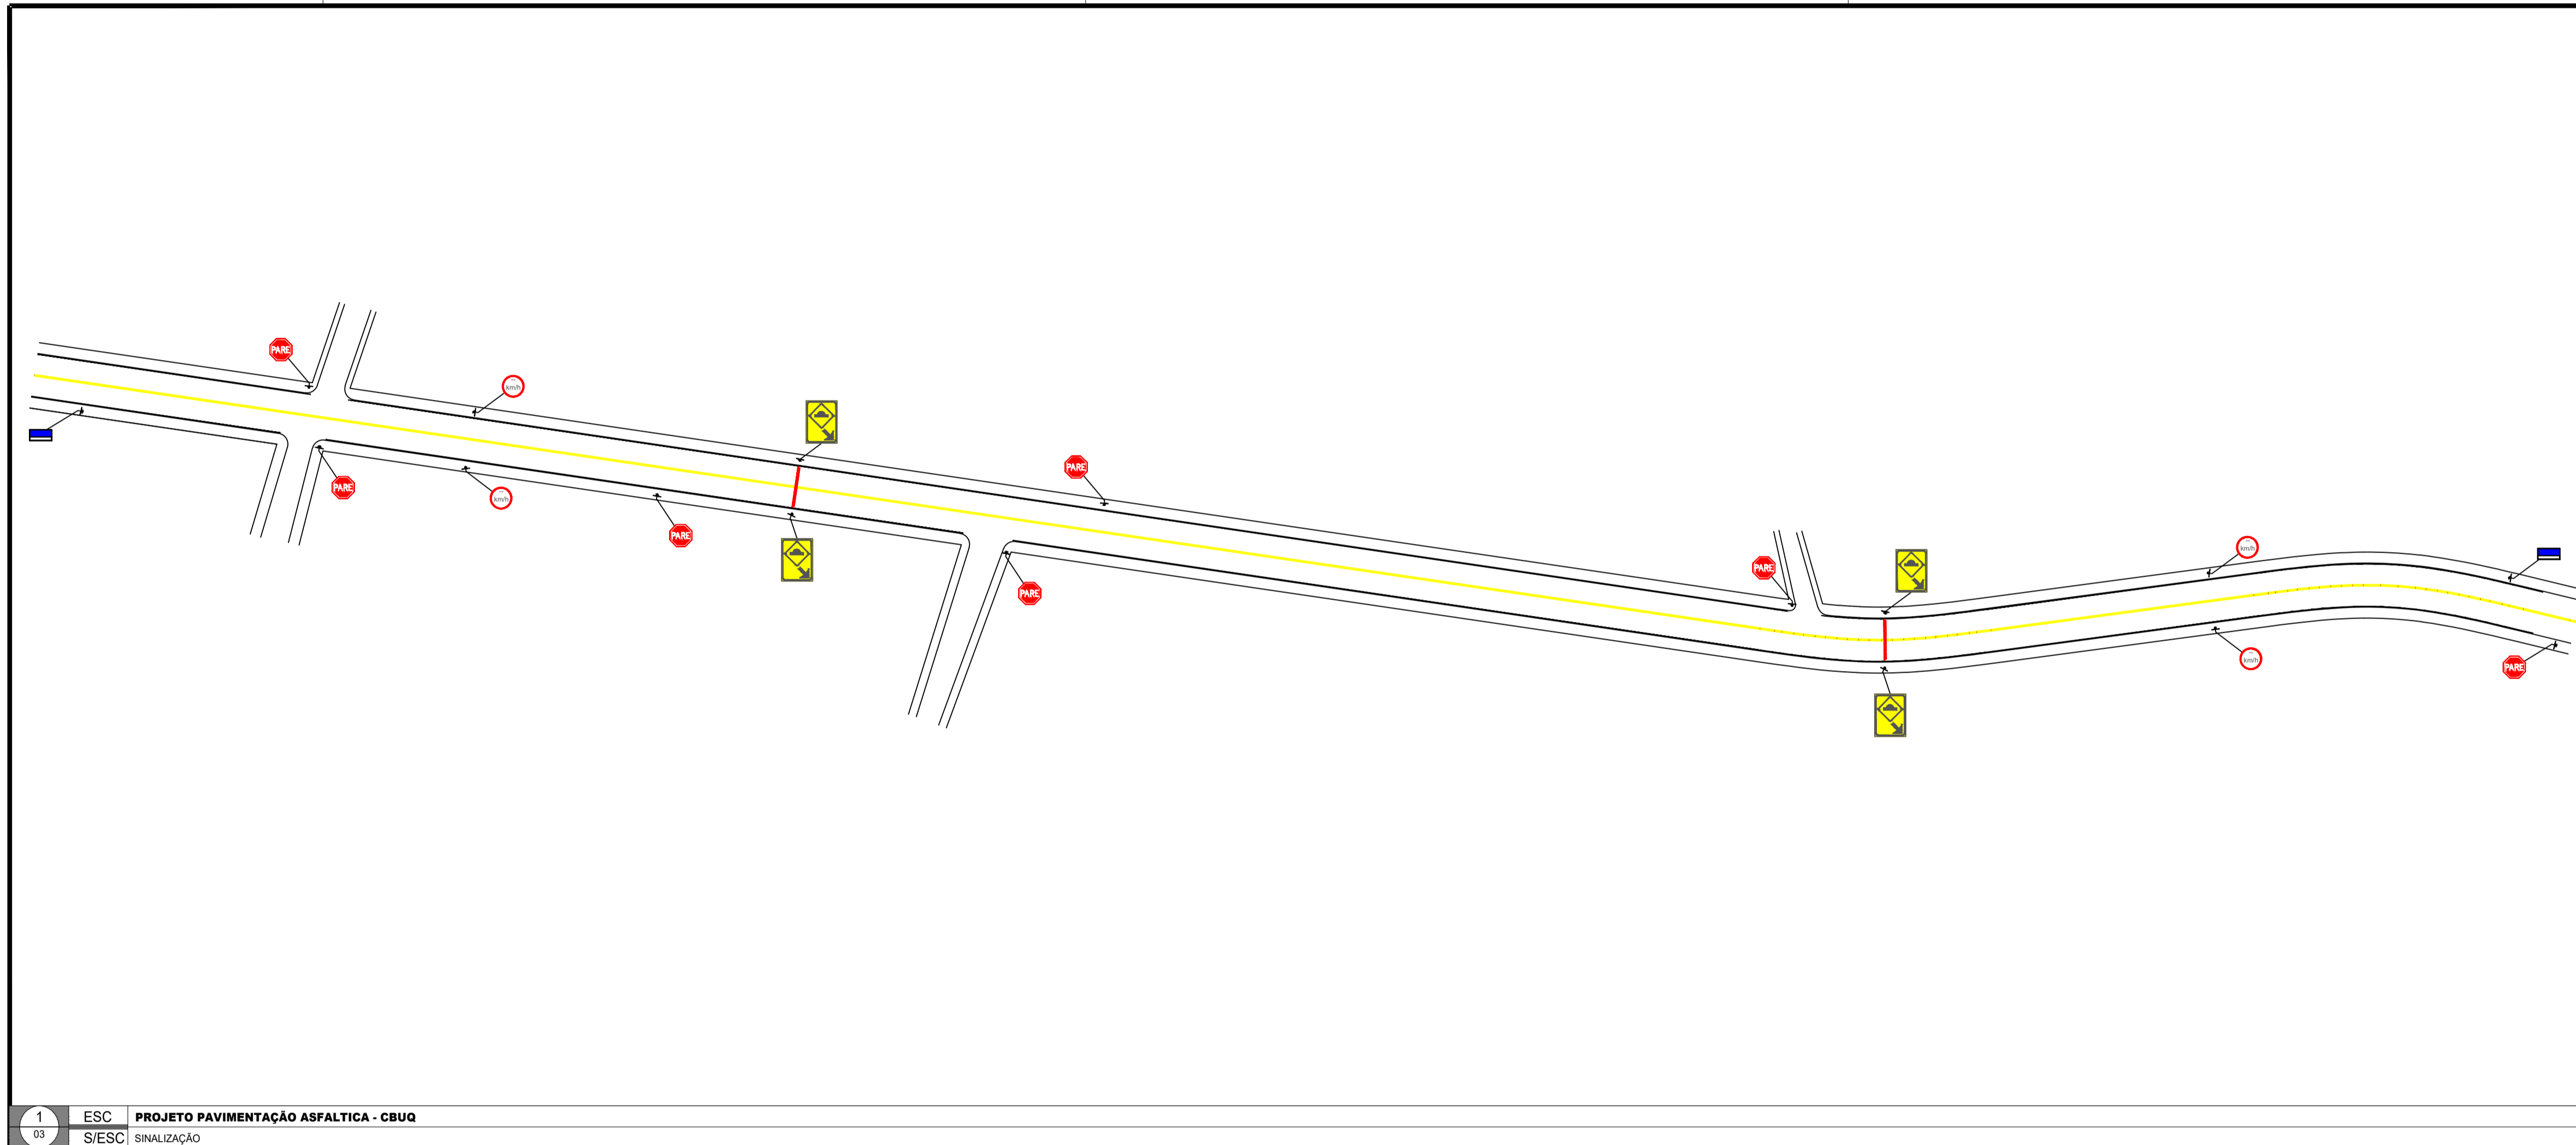 PARE
km/h
PARE
km/h
PARE
PARE
PARE
PARE
km/h
km/h
PARE
1
03
ESC
PROJETO PAVIMENTAÇÃO ASFALTICA - CBUQ
S/ESC
SINALIZAÇÃO